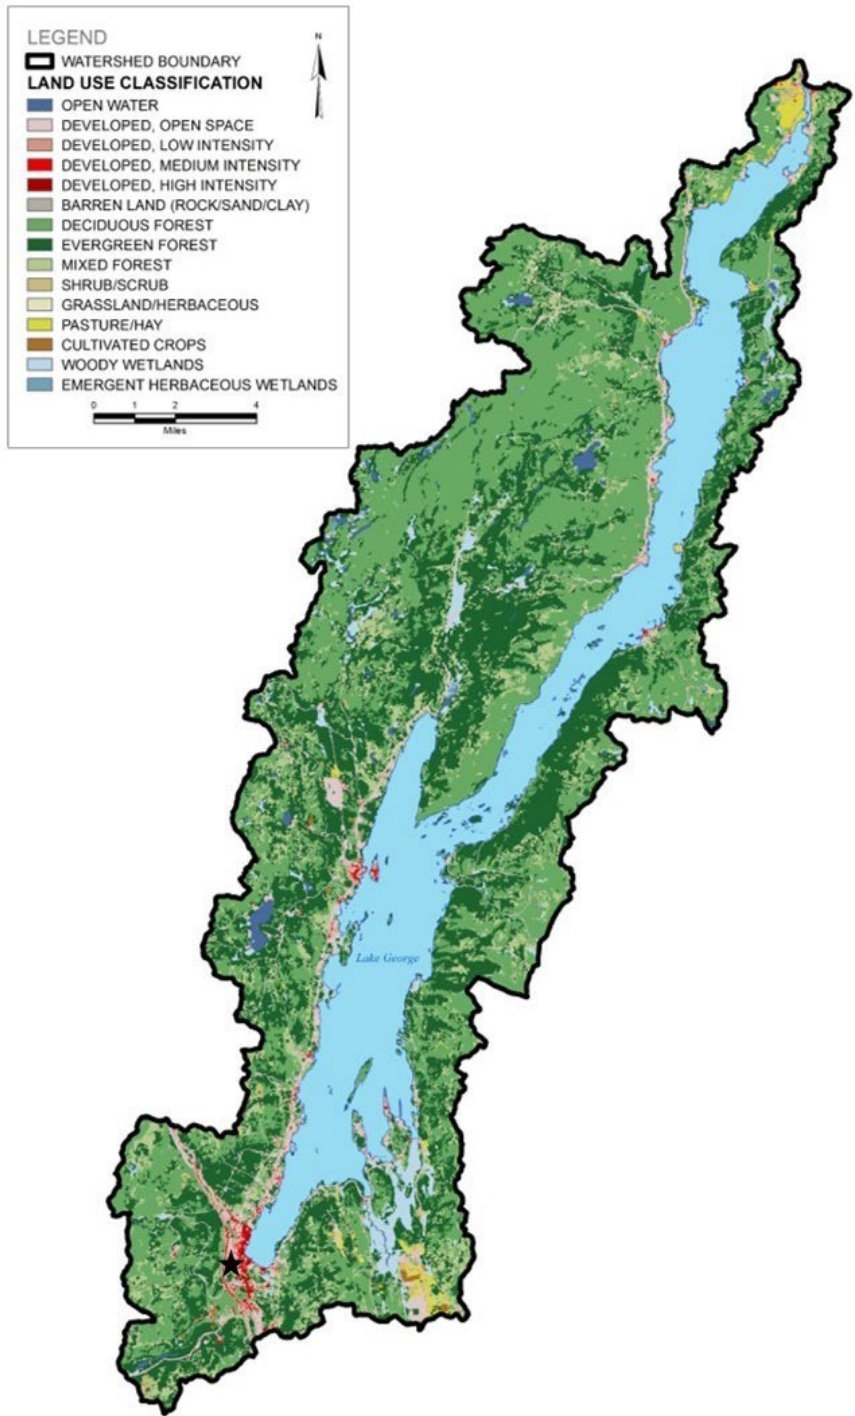 LEGEND
N
WATERSHED BOUNDARY
LAND USE CLASSIFICATION
OPEN WATER
DEVELOPED, OPEN SPACE
DEVELOPED, LOW INTENSITY
DEVELOPED, MEDIUM INTENSITY
DEVELOPED, HIGH INTENSITY
BARREN LAND (ROCK/SAND/CLAY)
DECIDUOUS FOREST
EVERGREEN FOREST
MIXED FOREST
SHRUB/SCRUB
GRASSLAND/HERBACEOUS
PASTURE/HAY
CULTIVATED CROPS
WOODY WETLANDS
EMERGENT HERBACEOUS WETLANDS
0 1 2 4
Miles
Lake George